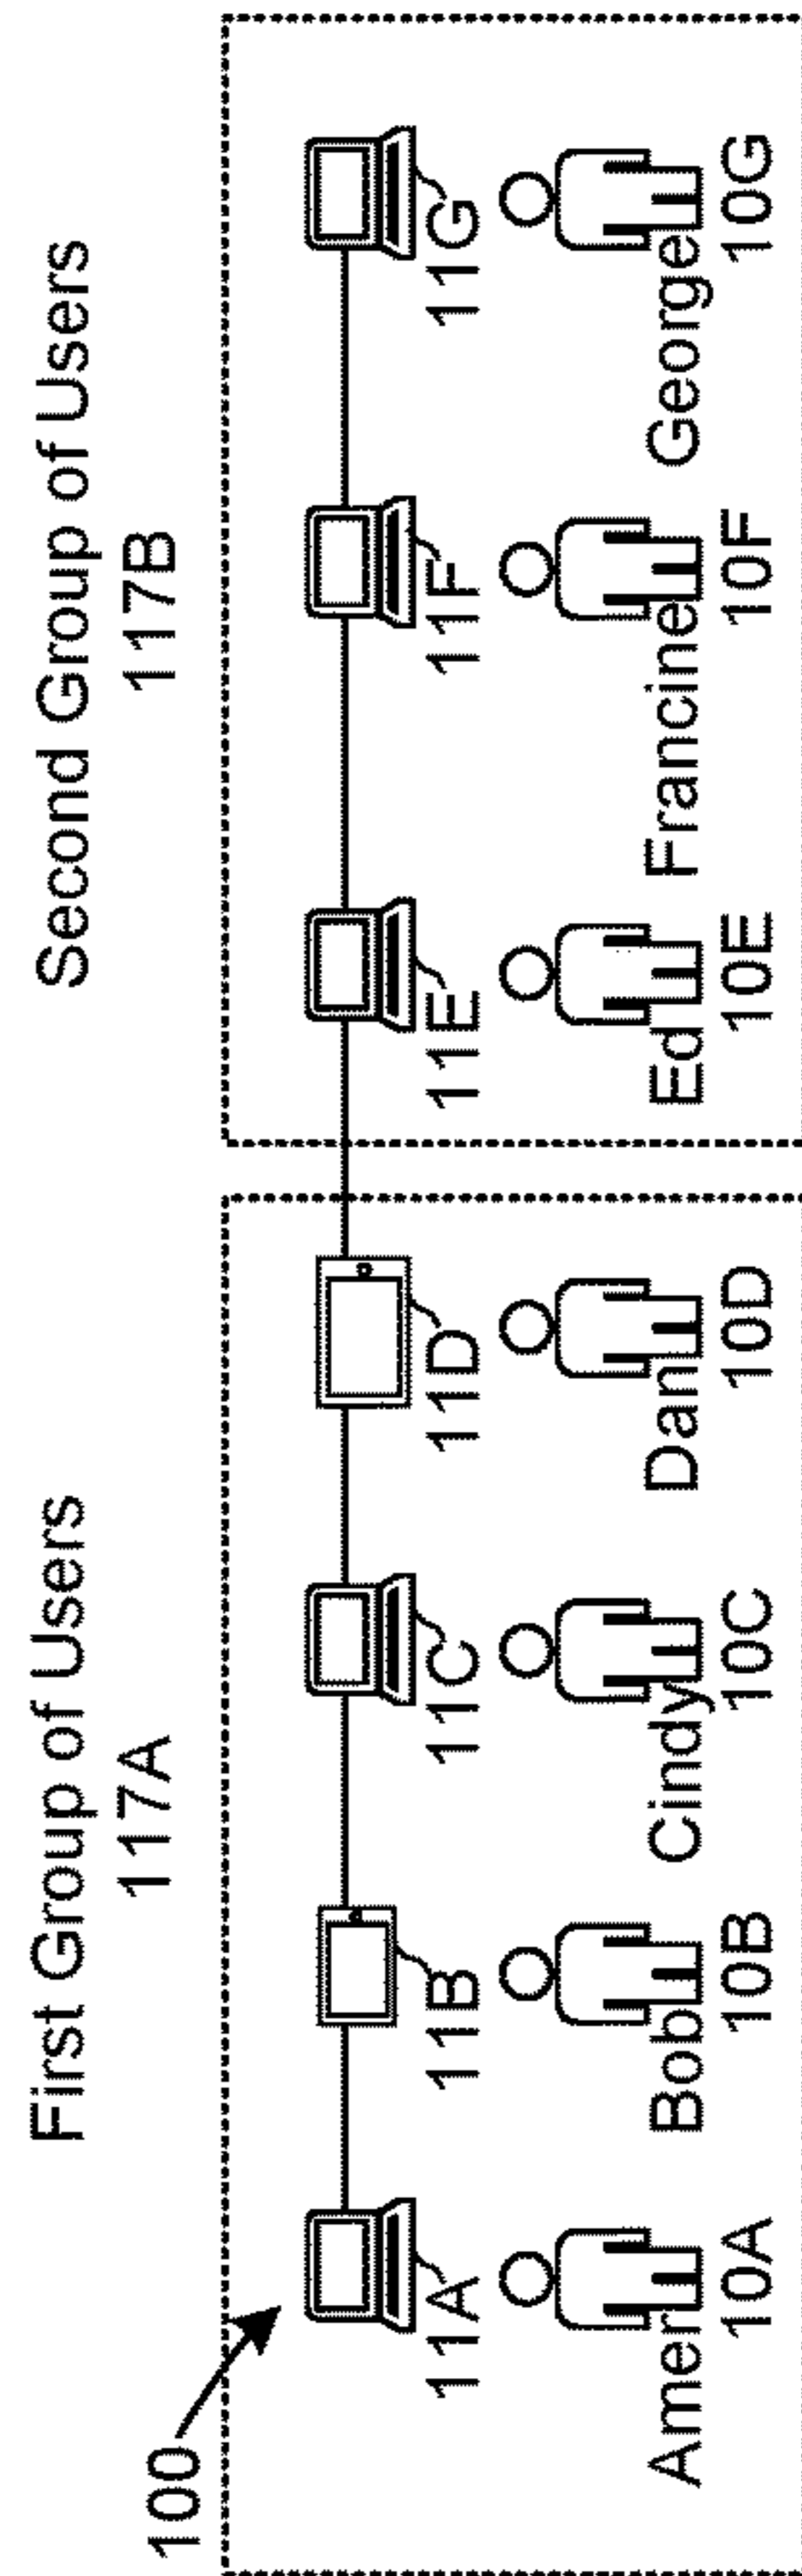 First Group of Users
117A
Second Group of Users
117B
100
11A
11B
11C
11D
11E
11F
11G
Amer
Bob
Cindy
Dan
Ed
Francine
George
10A
10B
10C
10D
10E
10F
10G